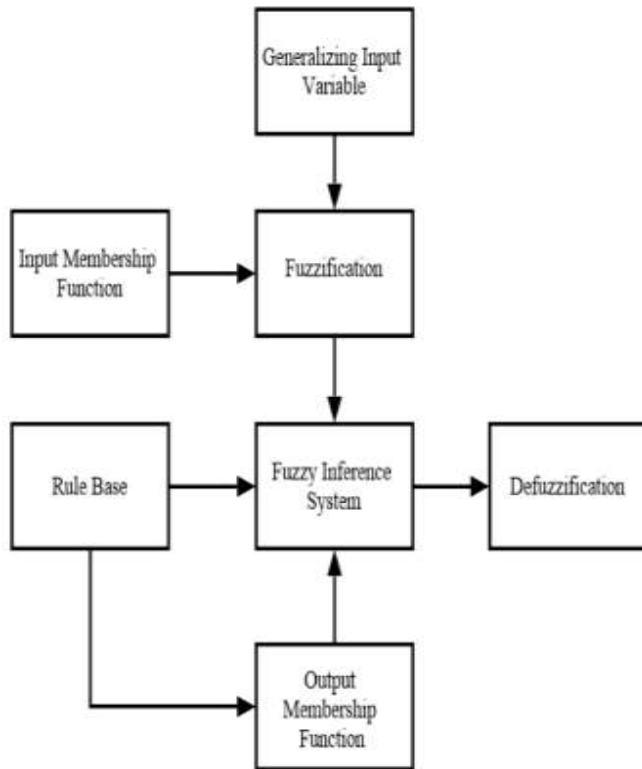 Generalizing Input
Variable
Input Membership
Function
Fuzzification
Rule Base
Fuzzy Inference
System
Defuzzification
Output
Membership
Function